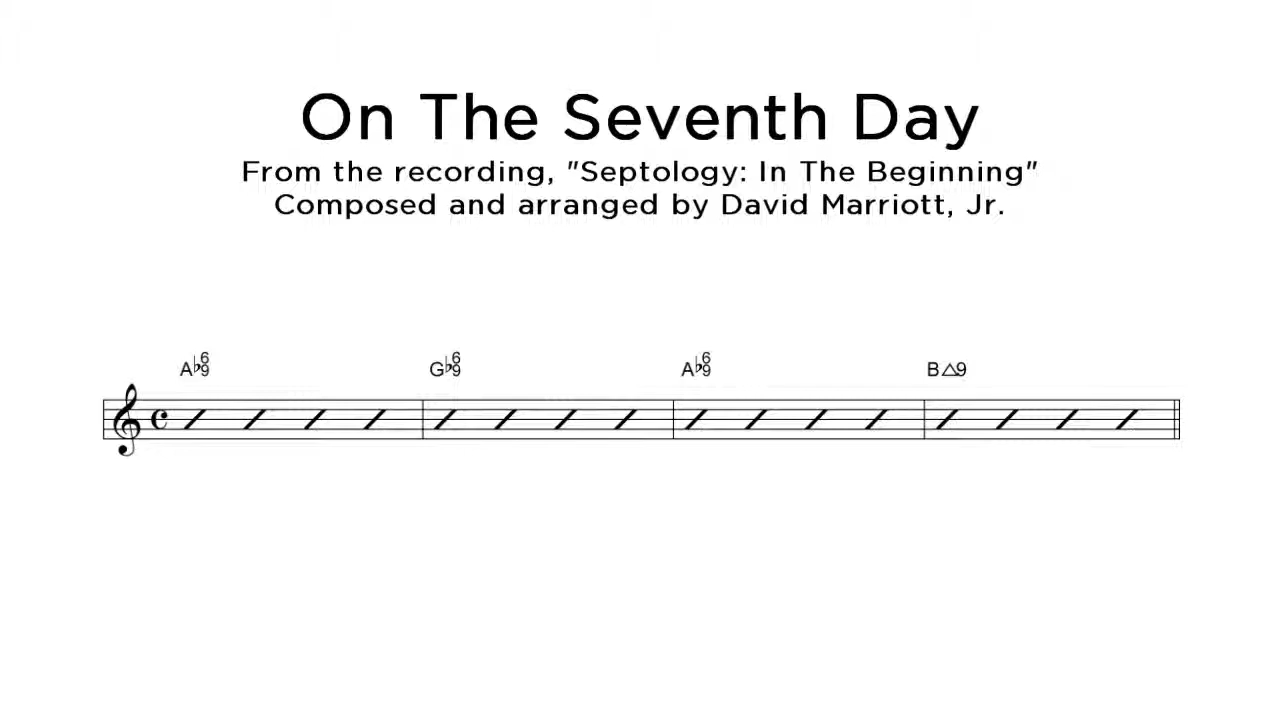 On The Seventh Day
From the recording, "Septology: In The Beginning"
Composed and arranged by David Marriott, Jr.
A♭6/9 G♭6/9 A♭6/9 B△9